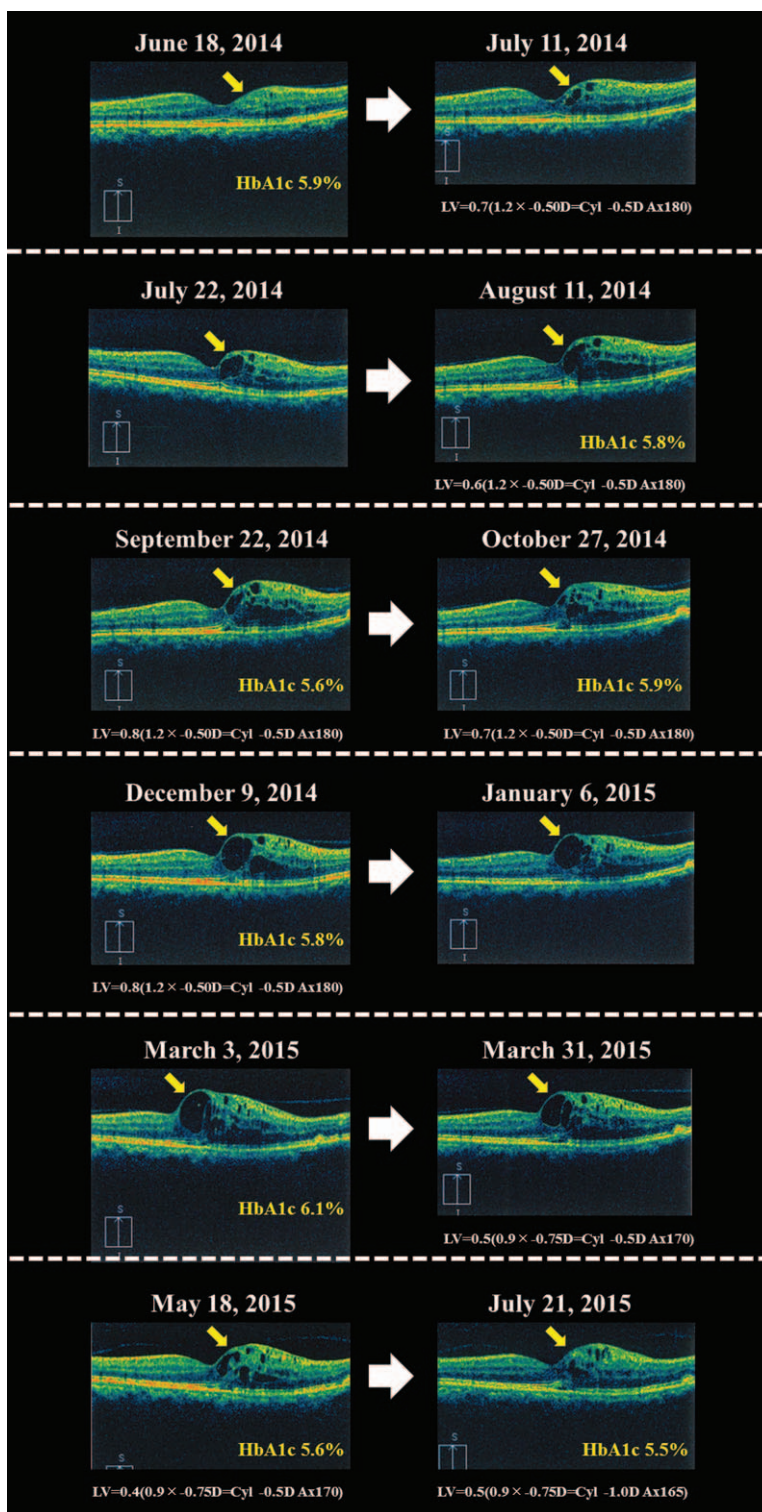 June 18, 2014
July 11, 2014
HbA1c 5.9%
S
I
LV=0.7(1.2×-0.50D=Cyl -0.5D Ax180)
July 22, 2014
August 11, 2014
S
I
S
I
HbA1c 5.8%
LV=0.6(1.2×-0.50D=Cyl -0.5D Ax180)
September 22, 2014
October 27, 2014
S
I
HbA1c 5.6%
S
I
HbA1c 5.9%
LV=0.8(1.2×-0.50D=Cyl -0.5D Ax180)
LV=0.7(1.2×-0.50D=Cyl -0.5D Ax180)
December 9, 2014
January 6, 2015
S
I
HbA1c 5.8%
S
I
LV=0.8(1.2×-0.50D=Cyl -0.5D Ax180)
March 3, 2015
March 31, 2015
S
HbA1c 6.1%
S
I
LV=0.5(0.9×-0.75D=Cyl -0.5D Ax170)
May 18, 2015
July 21, 2015
HbA1c 5.6%
S
HbA1c 5.5%
LV=0.4(0.9×-0.75D=Cyl -0.5D Ax170)
LV=0.5(0.9×-0.75D=Cyl -1.0D Ax165)